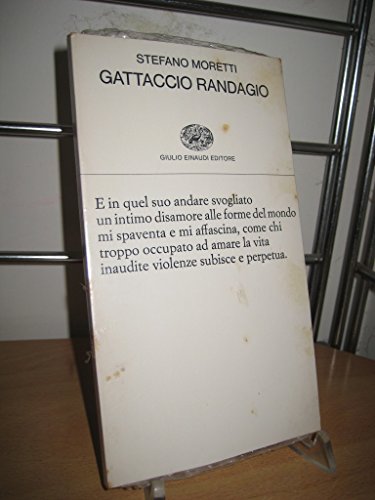 STEFANO MORETTI
GATTACCIO RANDAGIO
GIULIO EINAUDI EDITORE
E in quel suo andare svogliato
un intimo disamore alle forme del mondo
mi spaventa e mi affascina, come chi
troppo occupato ad amare la vita
inaudite violenze subisce e perpetua.